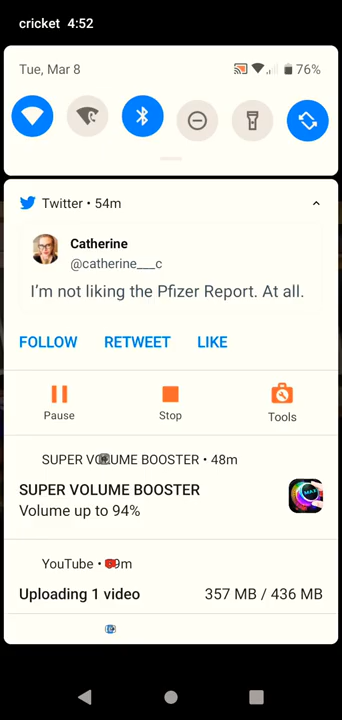 cricket 4:52
Tue, Mar 8
76%
Twitter • 54m
Catherine
@catherine___c
I'm not liking the Pfizer Report. At all.
FOLLOW RETWEET LIKE
Pause Stop Tools
SUPER VOLUME BOOSTER • 48m
SUPER VOLUME BOOSTER
Volume up to 94%
YouTube •
Uploading 1 video 357 MB / 436 MB